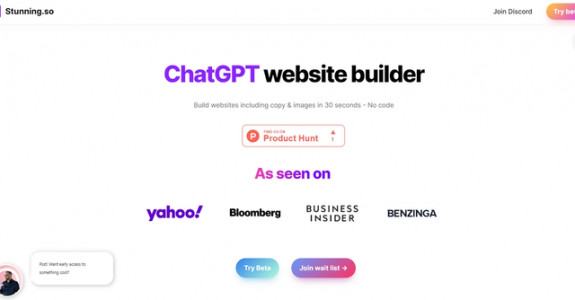 Stunning.so
Join Discord
Try beta
ChatGPT website builder
Build websites including copy & images in 30 seconds - No code
P
FIND US ON
Product Hunt
1
As seen on
yahoo!
Bloomberg
BUSINESS
INSIDER
BENZINGA
Psst! Want early access to
something cool?
Try Beta
Join wait list →